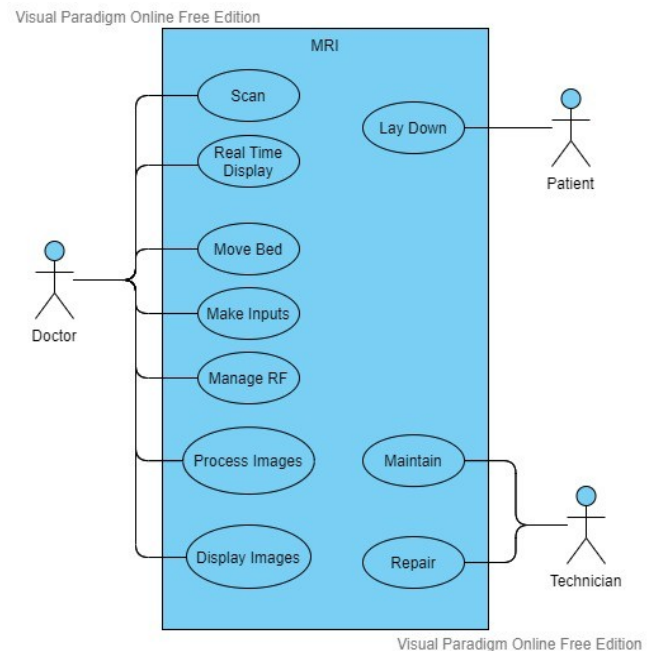 Visual Paradigm Online Free Edition
MRI
Scan
Lay Down
Real Time
Display
Patient
Move Bed
Make Inputs
Doctor
Manage RF
Process Images
Maintain
Display Images
Repair
Technician
Visual Paradigm Online Free Edition